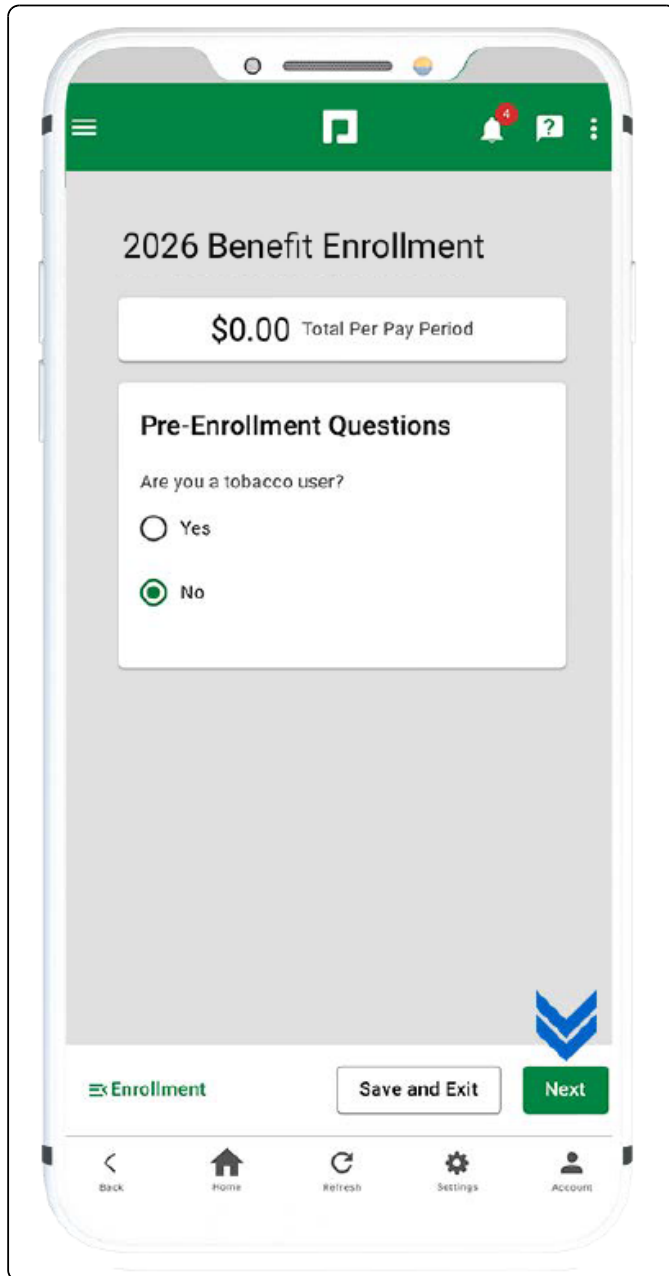 4
?
2026 Benefit Enrollment
$0.00 Total Per Pay Period
Pre-Enrollment Questions
Are you a tobacco user?
Yes
No
Enrollment
Save and Exit
Next
Back
Home
Refresh
Settings
Account